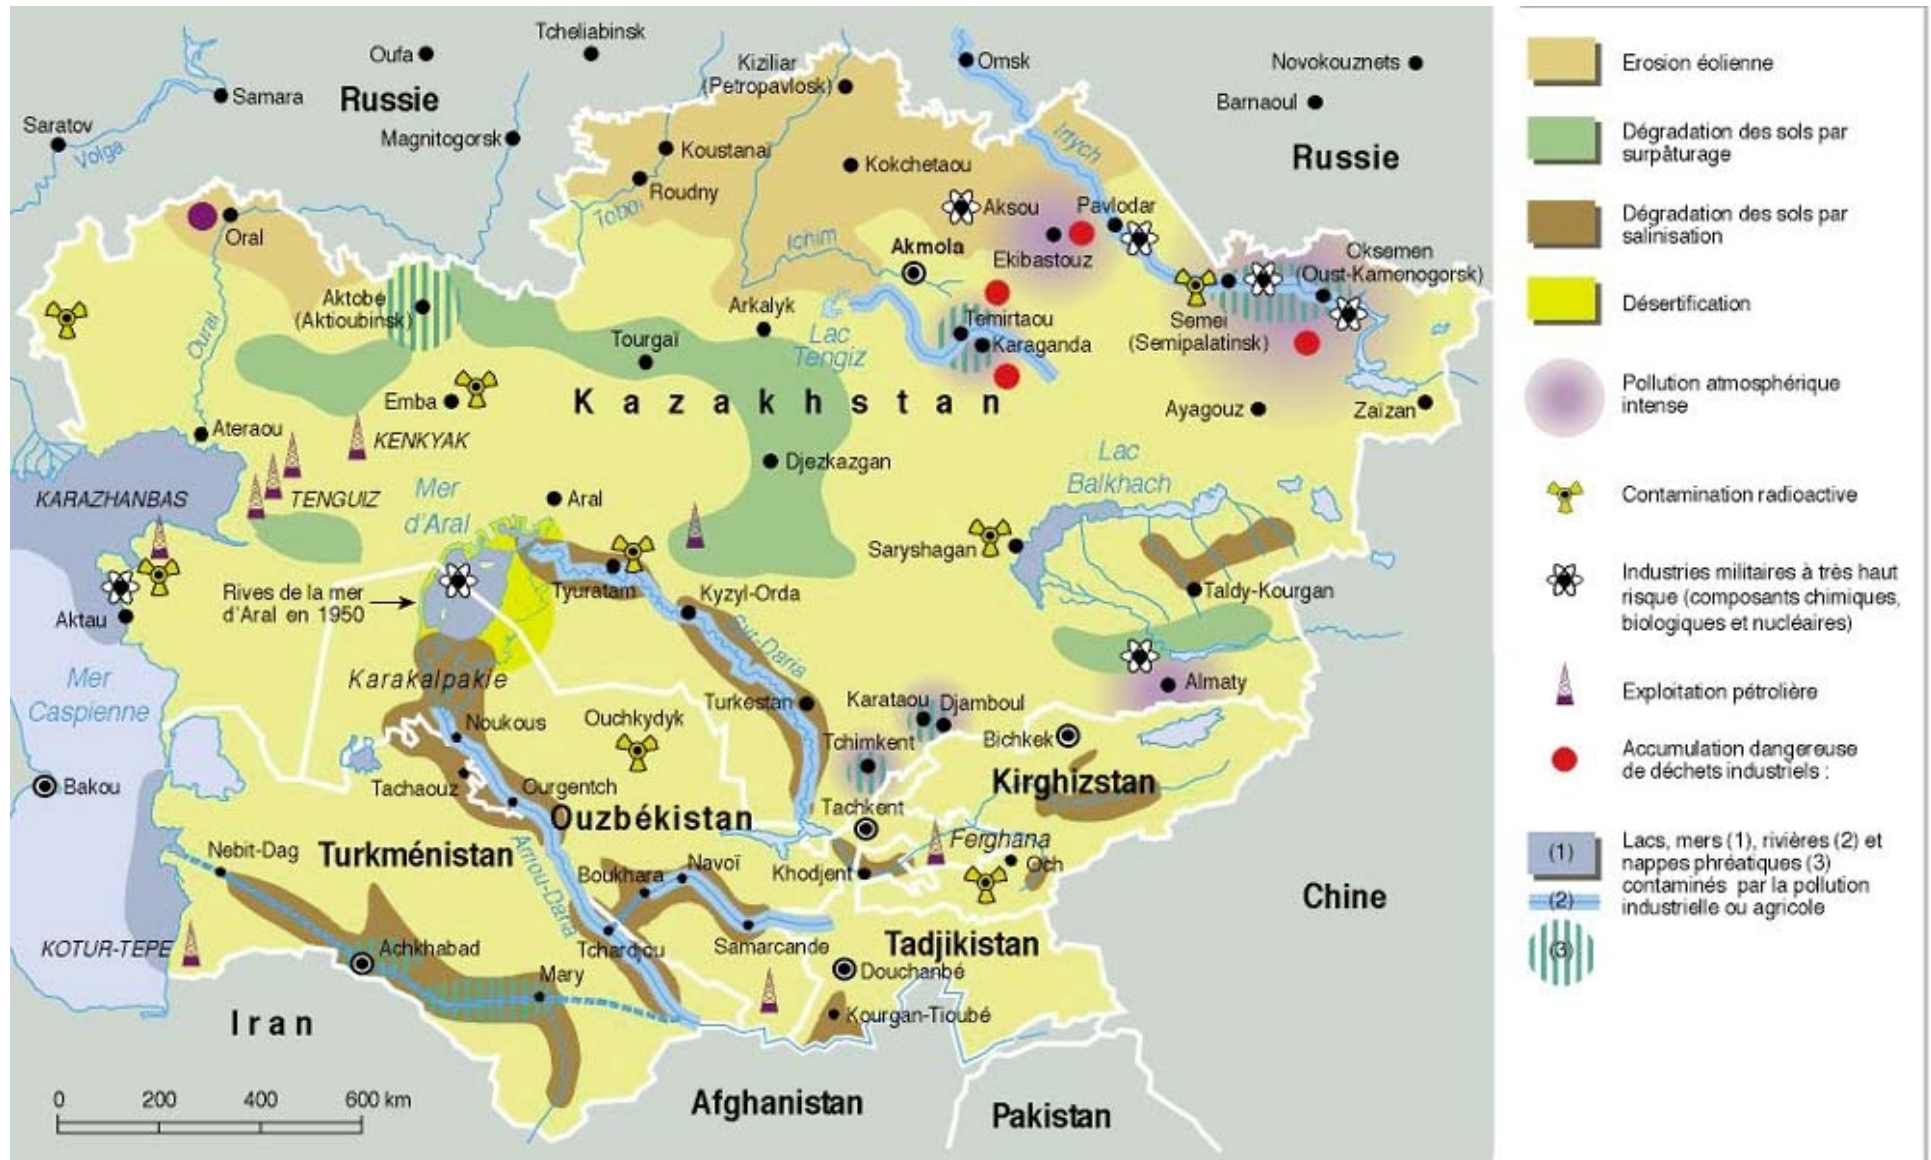 Tcheliabinsk
Oufa
Omsk
Novokouznets
Kiziliar
(Petropavlosk)
Samara
Russie
Barnaoul
Saratov
Volga
Magnitogorsk
Koustanaï
Irtych
Russie
Kokchetaou
Roudny
Tobol
Aksou
Pavlodar
Oral
Ichim
Akmola
Ekibastouz
Oksemen
(Oust-Kamenogorsk)
Aktobe
(Aktioubinsk)
Arkalyk
Temirtaou
Semei
(Semipalatinsk)
Oural
Tourgaï
Lac
Tengiz
Karaganda
Emba
Kazakhstan
Ayagouz
Zaïzan
Ateraou
KENKYAK
Djezkazgan
Lac
Balkhach
KARAZHANBAS
TENGUIZ
Mer
d'Aral
Aral
Saryshagan
Rives de la mer
d'Aral en 1950
Tyuratam
Kyzyl-Orda
Taldy-Kourgan
Aktau
Syr-Daria
Mer
Caspienne
Karakalpakie
Almaty
Turkestan
Karataou
Djamboul
Noukous
Ouchkydyk
Tchimkent
Bichkek
Bakou
Tachaouz
Ourgentch
Kirghizstan
Ouzbékistan
Tachkent
Nebit-Dag
Turkménistan
Ferghana
Amou-Daria
Boukhara
Navoï
Khodjent
Och
Chine
KOTUR-TEPE
Achkhabad
Tchardjou
Samarcande
Tadjikistan
Mary
Douchanbé
Iran
Kourgan-Tioubé
Afghanistan
Pakistan
0 200 400 600 km
Erosion éolienne
Dégradation des sols par
surpâturage
Dégradation des sols par
salinisation
Désertification
Pollution atmosphérique
intense
Contamination radioactive
Industries militaires à très haut
risque (composants chimiques,
biologiques et nucléaires)
Exploitation pétrolière
Accumulation dangereuse
de déchets industriels :
(1)
(2)
(3)
Lacs, mers (1), rivières (2) et
nappes phréatiques (3)
contaminés par la pollution
industrielle ou agricole